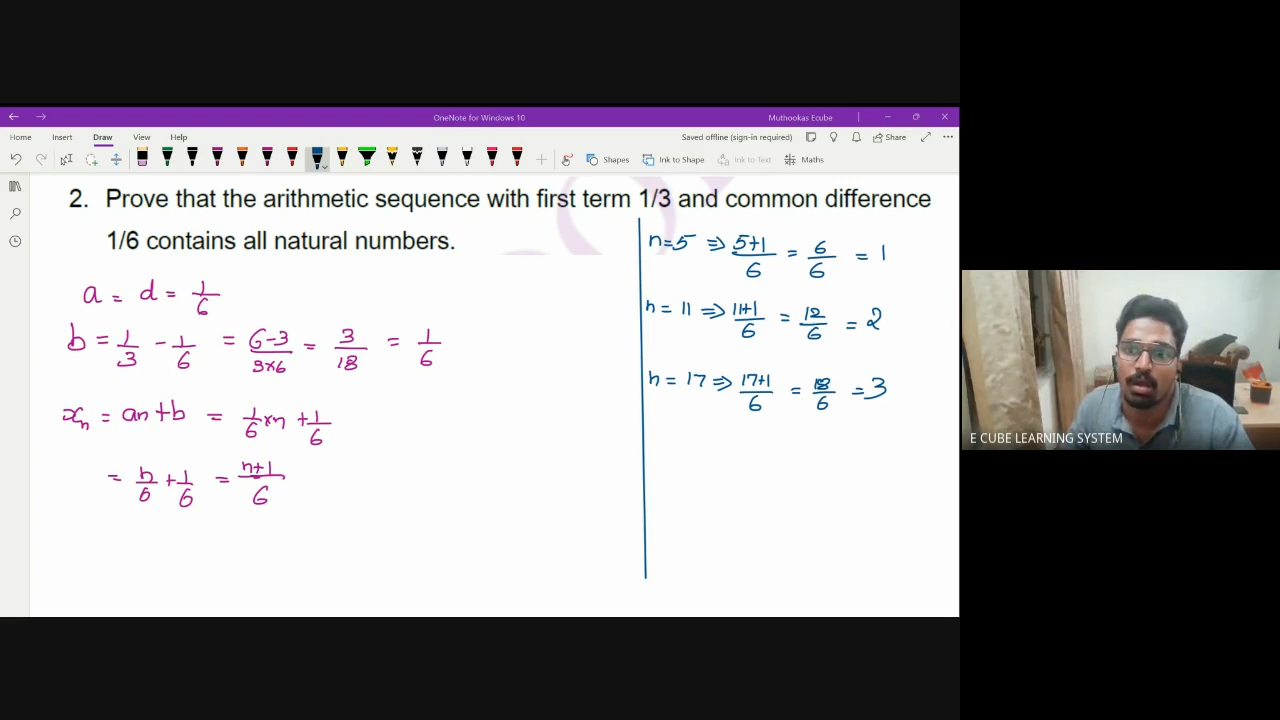 OneNote for Windows 10
Muthookas Ecube
Home Insert Draw View Help
Saved offline (sign-in required) Share
Shapes Ink to Shape Ink to Text Maths
2. Prove that the arithmetic sequence with first term 1/3 and common difference
1/6 contains all natural numbers.
a = d = 1/6
b = 1/3 - 1/6 = 6-3/3×6 = 3/18 = 1/6
xn = an+b = 1/6 × n + 1/6
= n/6 + 1/6 = n+1/6
n=5 ⇒ 5+1/6 = 6/6 = 1
n = 11 ⇒ 11+1/6 = 12/6 = 2
n = 17 ⇒ 17+1/6 = 18/6 = 3
E CUBE LEARNING SYSTEM